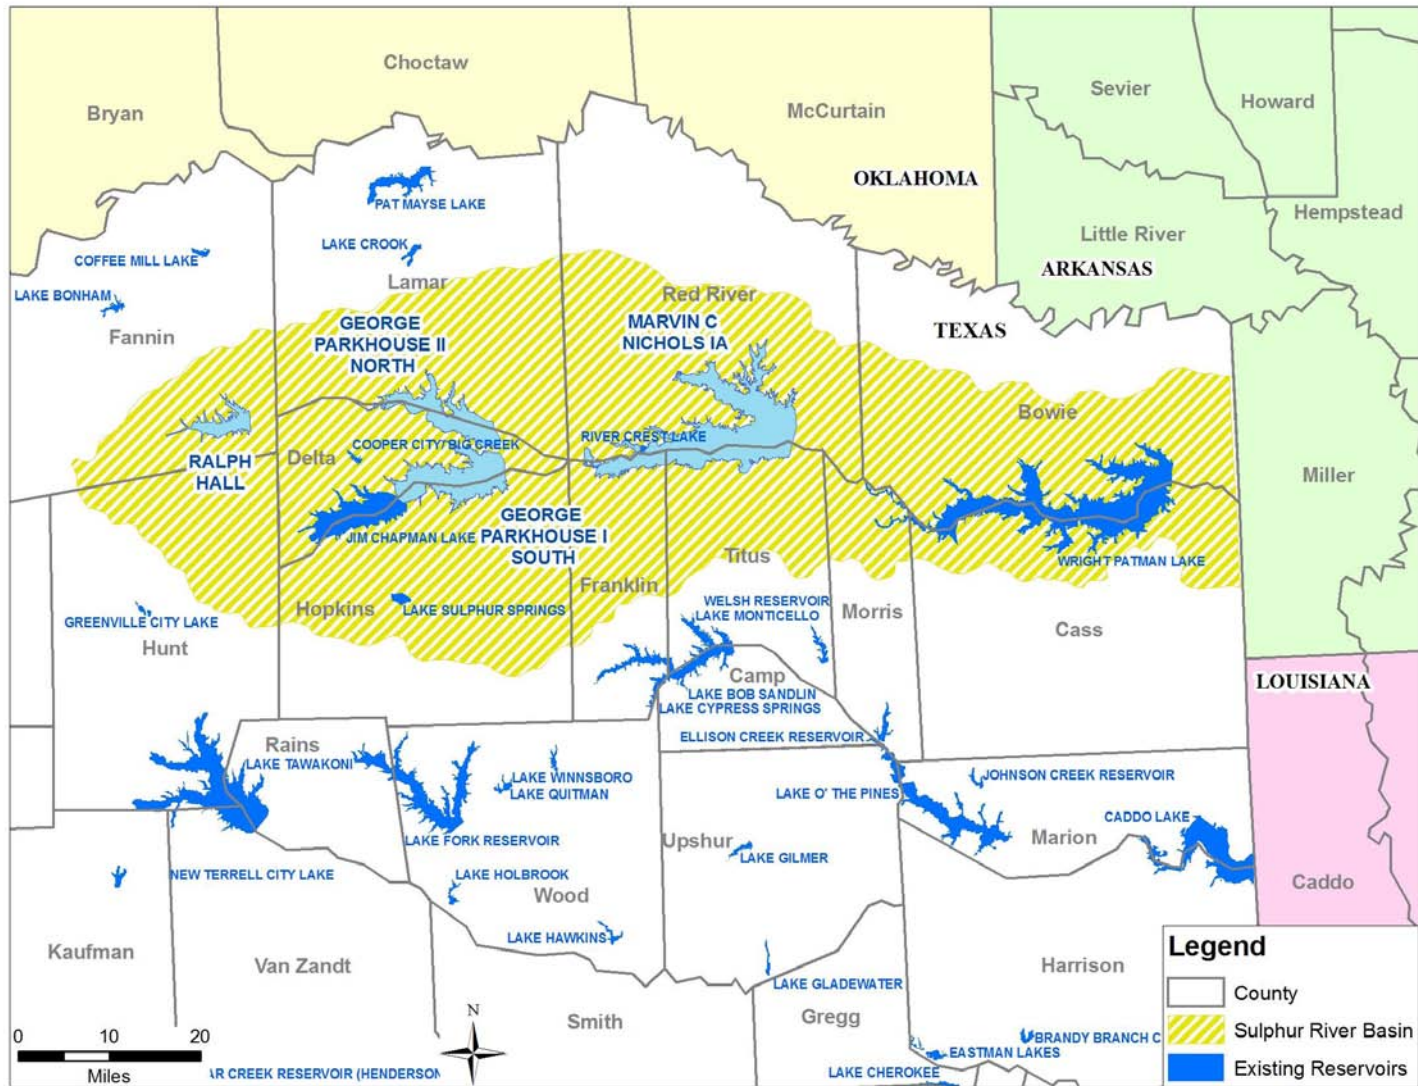 Choctaw
Bryan
McCurtain
Sevier
Howard
OKLAHOMA
PAT MAYSE LAKE
Hempstead
Little River
LAKE CROOK
COFFEE MILL LAKE
ARKANSAS
Lamar
LAKE BONHAM
Red River
Fannin
GEORGE
PARKHOUSE II
NORTH
MARVIN C
NICHOLS IA
TEXAS
Bowie
COOPER CITY/ BIG CREEK
RIVER CREST LAKE
RALPH
HALL
Delta
Miller
GEORGE
PARKHOUSE I
SOUTH
JIM CHAPMAN LAKE
Titus
WRIGHT PATMAN LAKE
Franklin
Hopkins
LAKE SULPHUR SPRINGS
WELSH RESERVOIR
LAKE MONTICELLO
Morris
GREENVILLE CITY LAKE
Cass
Hunt
Camp
LOUISIANA
LAKE BOB SANDLIN
LAKE CYPRESS SPRINGS
ELLISON CREEK RESERVOIR
Rains
LAKE TAWAKONI
LAKE WINNSBORO
LAKE QUITMAN
JOHNSON CREEK RESERVOIR
LAKE O' THE PINES
CADDO LAKE
LAKE FORK RESERVOIR
Upshur
Marion
LAKE GILMER
NEW TERRELL CITY LAKE
LAKE HOLBROOK
Caddo
Wood
LAKE HAWKINS
Kaufman
Van Zandt
Harrison
LAKE GLADEWATER
Smith
Gregg
BRANDY BRANCH C
EASTMAN LAKES
LAKE CHEROKEE
AR CREEK RESERVOIR (HENDERSON
N
0 10 20
Miles
Legend
County
Sulphur River Basin
Existing Reservoirs